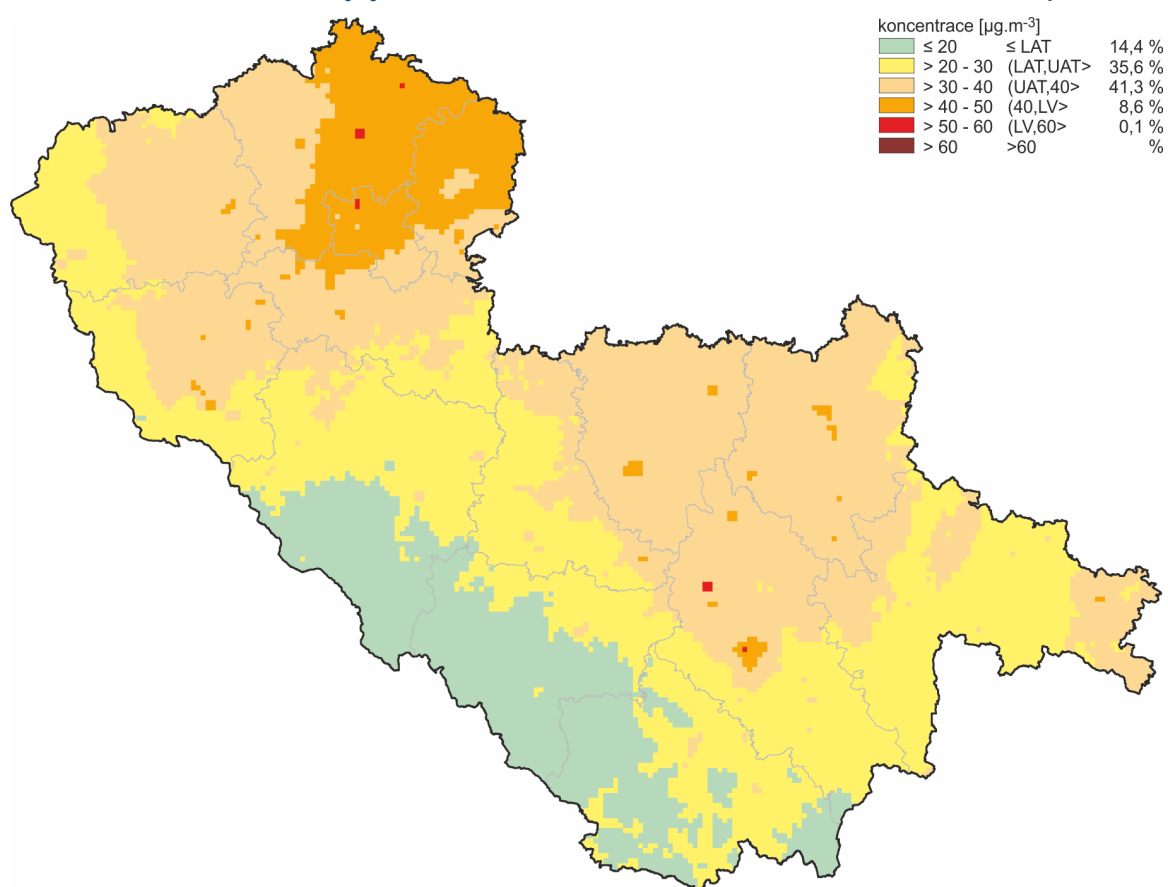 koncentrace [µg.m-3]
≤ 20 ≤ LAT 14,4 %
> 20 - 30 (LAT,UAT> 35,6 %
> 30 - 40 (UAT,40> 41,3 %
> 40 - 50 (40,LV> 8,6 %
> 50 - 60 (LV,60> 0,1 %
> 60 >60 %